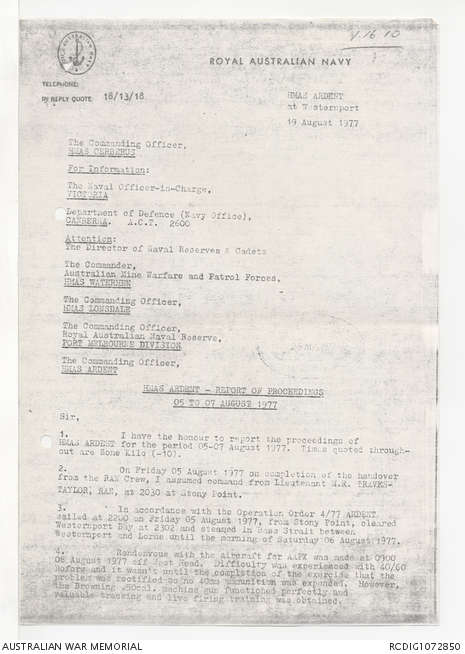 V.16 10
ROYAL AUSTRALIAN NAVY
TELEPHONE:
IN REPLY QUOTE 18/13/18
HMAS ARDENT
at Westernport
19 August 1977
The Commanding Officer,
HMAS CERBERUS
For Information:
The Naval Officer-in-Charge,
VICTORIA
Department of Defence (Navy Office),
CANBERRA. A.C.T. 2600
Attention:
The Director of Naval Reserves & Cadets
The Commander,
Australian Mine Warfare and Patrol Forces,
HMAS WATERHEN
The Commanding Officer,
HMAS LONSDALE
The Commanding Officer,
Royal Australian Naval Reserve,
PORT MELBOURNE DIVISION
The Commanding Officer,
HMAS ARDENT
HMAS ARDENT - REPORT OF PROCEEDINGS
05 TO 07 AUGUST 1977
Sir,
1. I have the honour to report the proceedings of
HMAS ARDENT for the period 05-07 August 1977. Times quoted through-
out are Zone Kilo (-10).
2. On Friday 05 August 1977 on completion of the handover
from the RAN Crew, I assumed command from Lieutenant M.R. TRAVES-
TAYLOR, RAN, at 2030 at Stony Point.
3. In accordance with the Operation Order 4/77 ARDENT
sailed at 2200 on Friday 05 August 1977, from Stony Point, cleared
Westernport Bay at 2302 and steamed in Bass Strait between
Westernport and Lorne until the morning of Saturday 06 August 1977.
4. Rendezvous with the aircraft for AAPX was made at 0900
06 August 1977 off Head. Difficulty was experienced with 40/60
Bofors and it wasn't until the completion of the exercise that the
problem was rectified so no 40mm ammunition was expended. However,
the Browning .50cal. machine gun functioned perfectly and
valuable tracking and live firing training was obtained.
AUSTRALIAN WAR MEMORIAL
RCDIG1072850